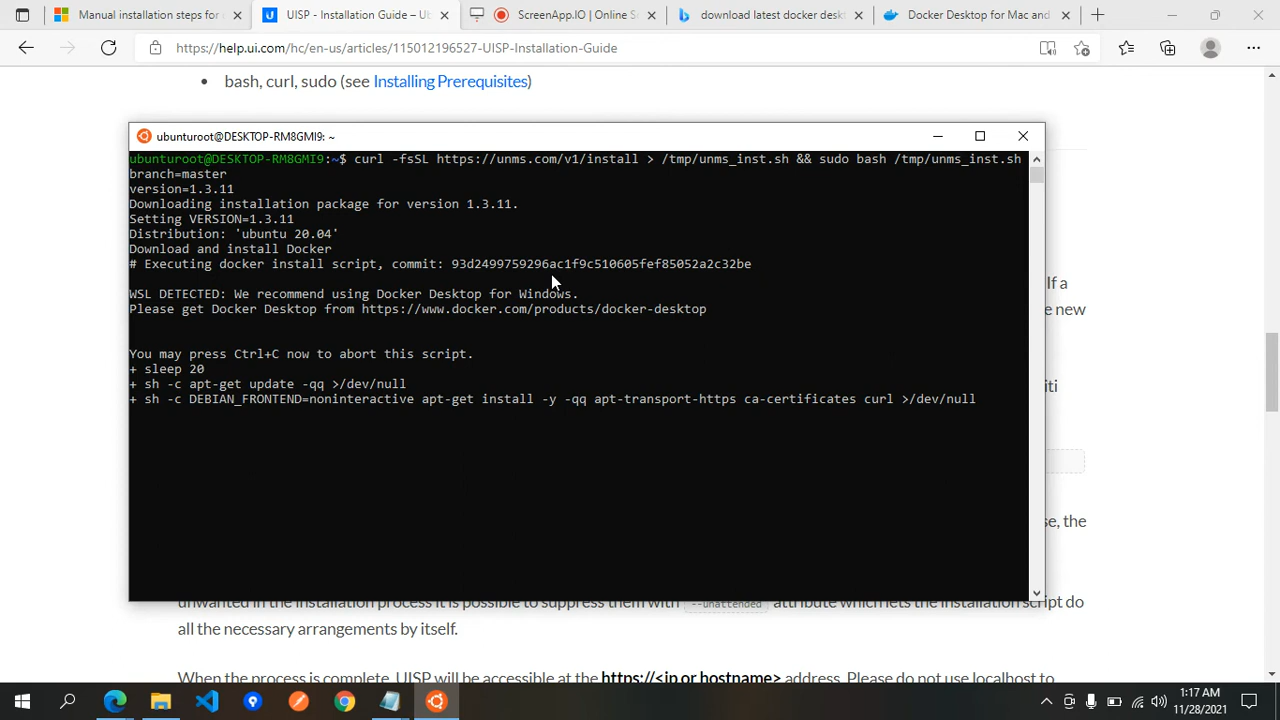 Manual installation steps for
UISP - Installation Guide – Ub
ScreenApp.IO | Online S
download latest docker desk
Docker Desktop for Mac and
https://help.ui.com/hc/en-us/articles/115012196527-UISP-Installation-Guide
bash, curl, sudo (see Installing Prerequisites)
ubunturoot@DESKTOP-RM8GMI9: ~
ubunturoot@DESKTOP-RM8GMI9:~$ curl -fsSL https://unms.com/v1/install > /tmp/unms_inst.sh && sudo bash /tmp/unms_inst.sh
branch=master
version=1.3.11
Downloading installation package for version 1.3.11.
Setting VERSION=1.3.11
Distribution: 'ubuntu 20.04'
Download and install Docker
# Executing docker install script, commit: 93d2499759296ac1f9c510605fef85052a2c32be
WSL DETECTED: We recommend using Docker Desktop for Windows.
Please get Docker Desktop from https://www.docker.com/products/docker-desktop
You may press Ctrl+C now to abort this script.
+ sleep 20
+ sh -c apt-get update -qq >/dev/null
+ sh -c DEBIAN_FRONTEND=noninteractive apt-get install -y -qq apt-transport-https ca-certificates curl >/dev/null
If a
e new
iti
se, the
unwanted in the installation process it is possible to suppress them with --unattended attribute which lets the installation script do
all the necessary arrangements by itself.
When the process is complete, UISP will be accessible at the https://<ip or hostname> address. Please do not use localhost to
1:17 AM
11/28/2021